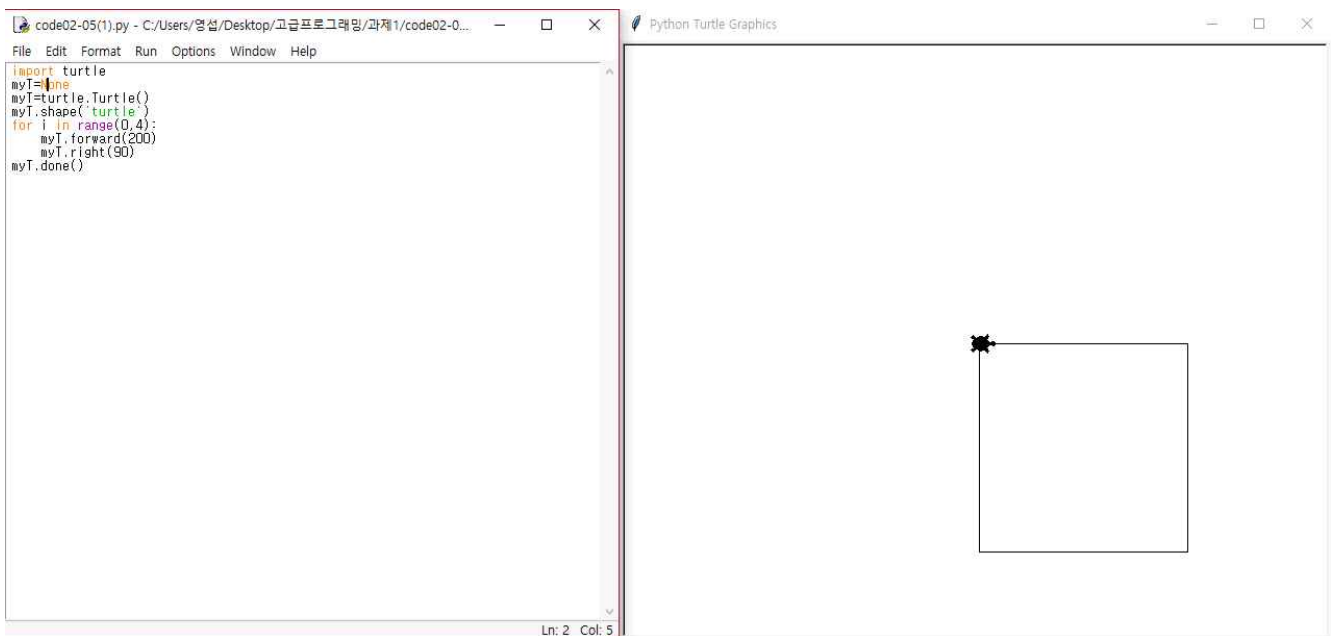 code02-05(1).py - C:/Users/영섭/Desktop/고급프로그래밍/과제1/code02-0...
File Edit Format Run Options Window Help
import turtle
myT=None
myT=turtle.Turtle()
myT.shape('turtle')
for i in range(0,4):
    myT.forward(200)
    myT.right(90)
myT.done()
Ln: 2 Col: 5
Python Turtle Graphics